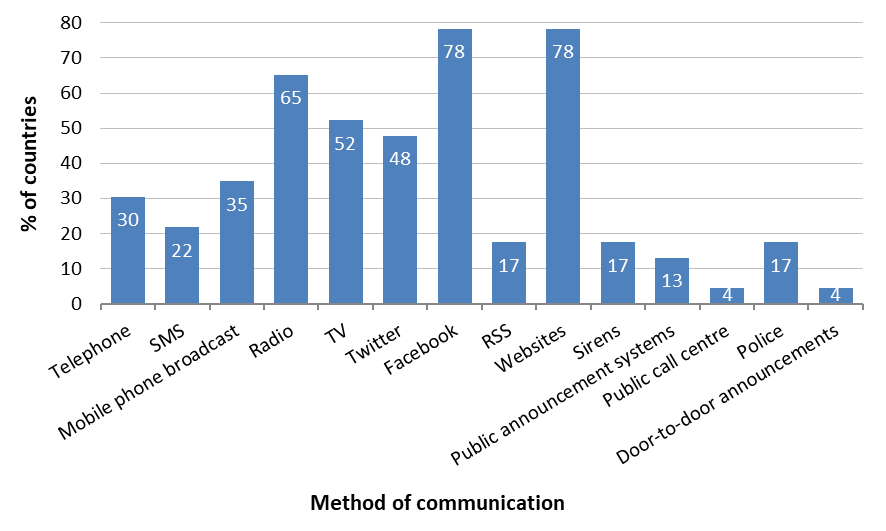 % of countries
80
70
60
50
40
30
20
10
0
30
22
35
65
52
48
78
17
78
17
13
4
17
4
Telephone
SMS
Mobile phone broadcast
Radio
TV
Twitter
Facebook
RSS
Websites
Sirens
Public announcement systems
Public call centre
Police
Door-to-door announcements
Method of communication